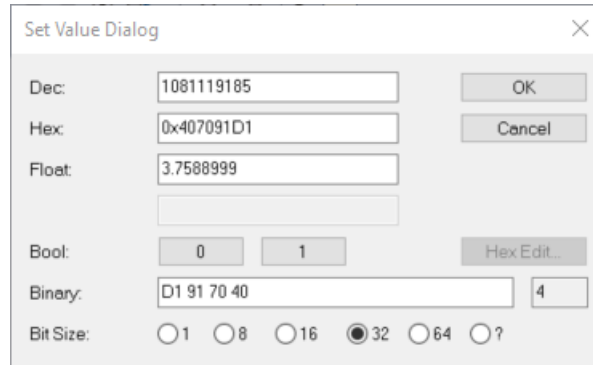 Set Value Dialog
Dec: 1081119185 OK
Hex: 0x407091D1 Cancel
Float: 3.7588999
Bool: 0 1 Hex Edit...
Binary: D1 91 70 40 4
Bit Size: 1 8 16 32 64 ?